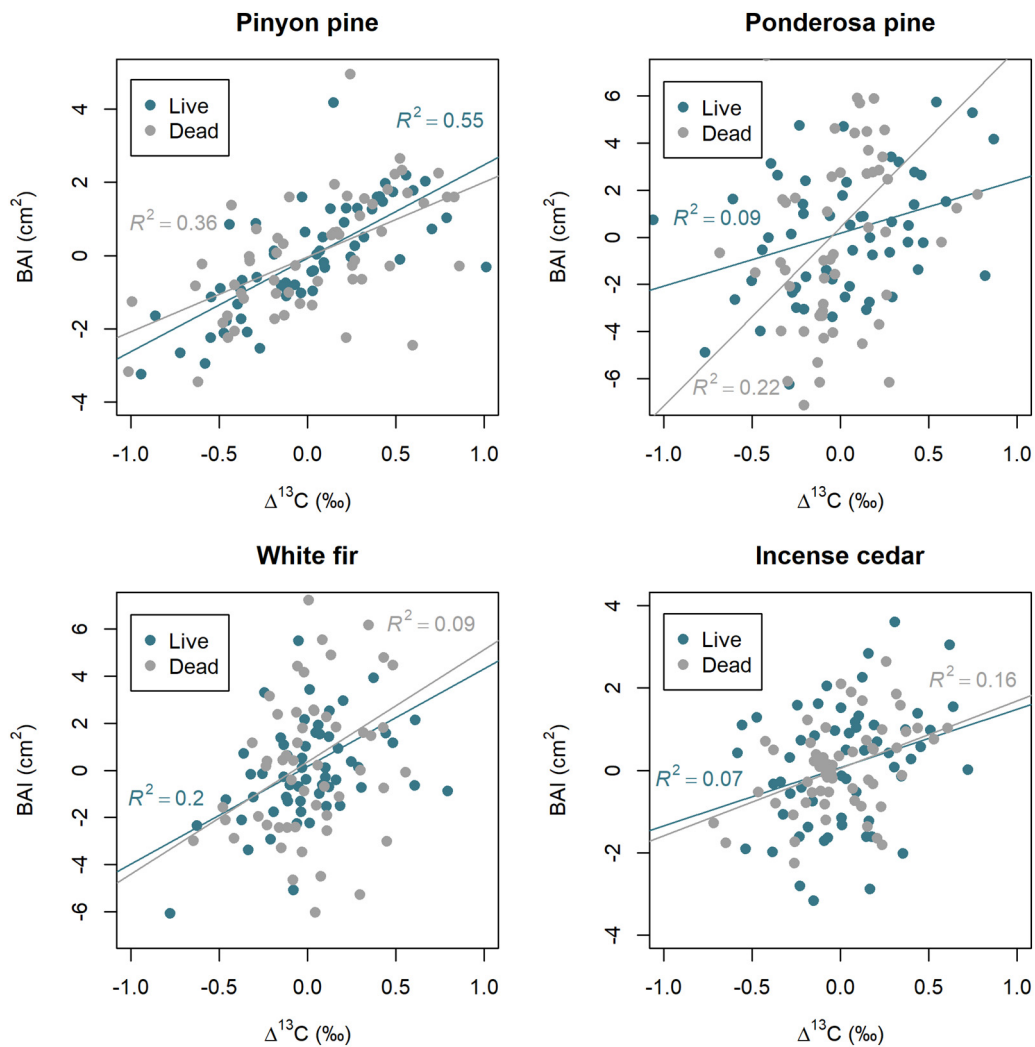 Pinyon pine
Live
Dead
R² = 0.55
R² = 0.36
BAI (cm²)
4
2
0
-2
-4
-1.0 -0.5 0.0 0.5 1.0
Δ¹³C (‰)
Ponderosa pine
Live
Dead
R² = 0.09
R² = 0.22
BAI (cm²)
6
4
2
0
-2
-6
-1.0 -0.5 0.0 0.5 1.0
Δ¹³C (‰)
White fir
Live
Dead
R² = 0.09
R² = 0.2
BAI (cm²)
6
4
2
0
-2
-6
-1.0 -0.5 0.0 0.5 1.0
Δ¹³C (‰)
Incense cedar
Live
Dead
R² = 0.16
R² = 0.07
BAI (cm²)
4
2
0
-2
-4
-1.0 -0.5 0.0 0.5 1.0
Δ¹³C (‰)